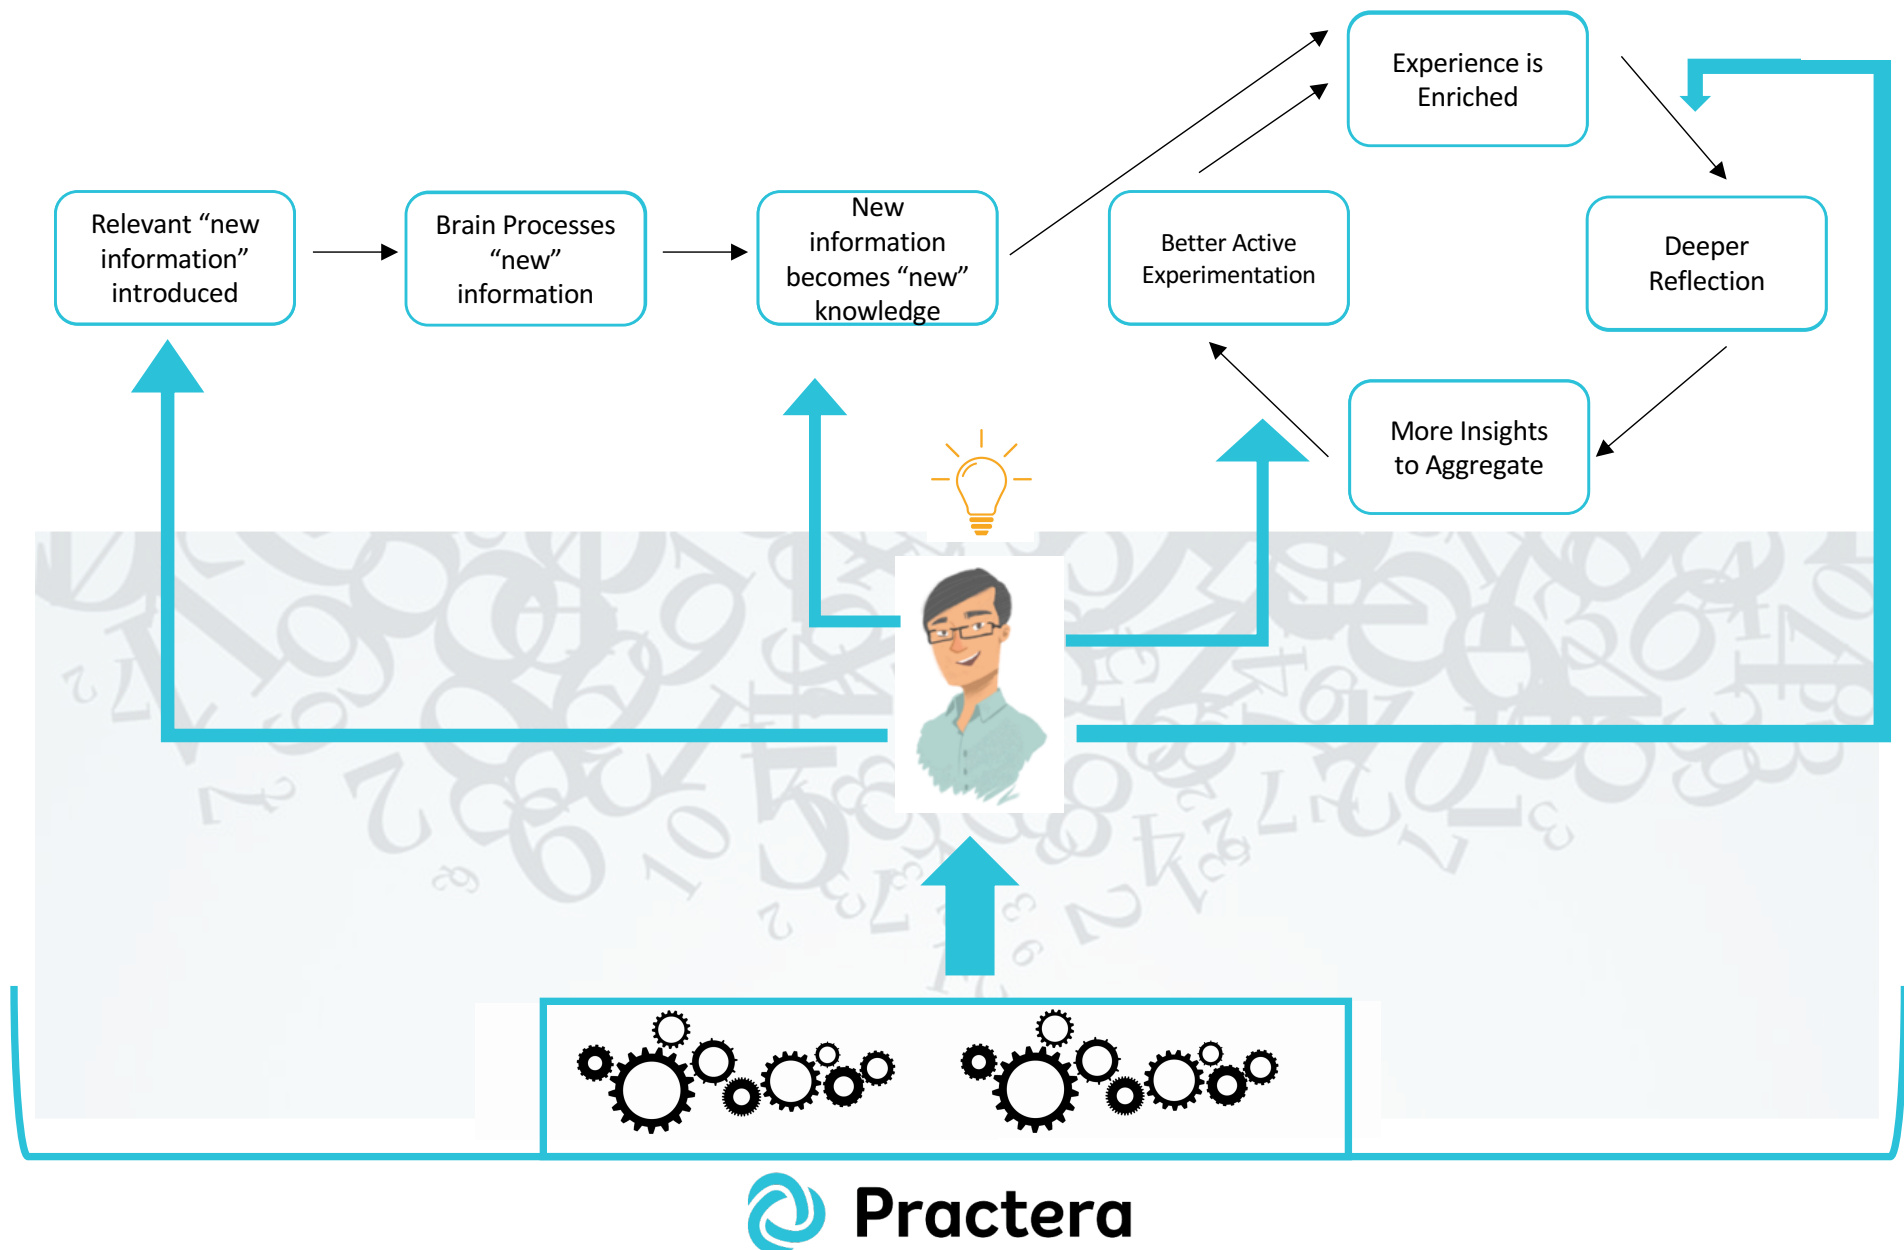 Relevant “new
information”
introduced
Brain Processes
“new”
information
New
information
becomes “new”
knowledge
Better Active
Experimentation
Experience is
Enriched
Deeper
Reflection
More Insights
to Aggregate
Practera